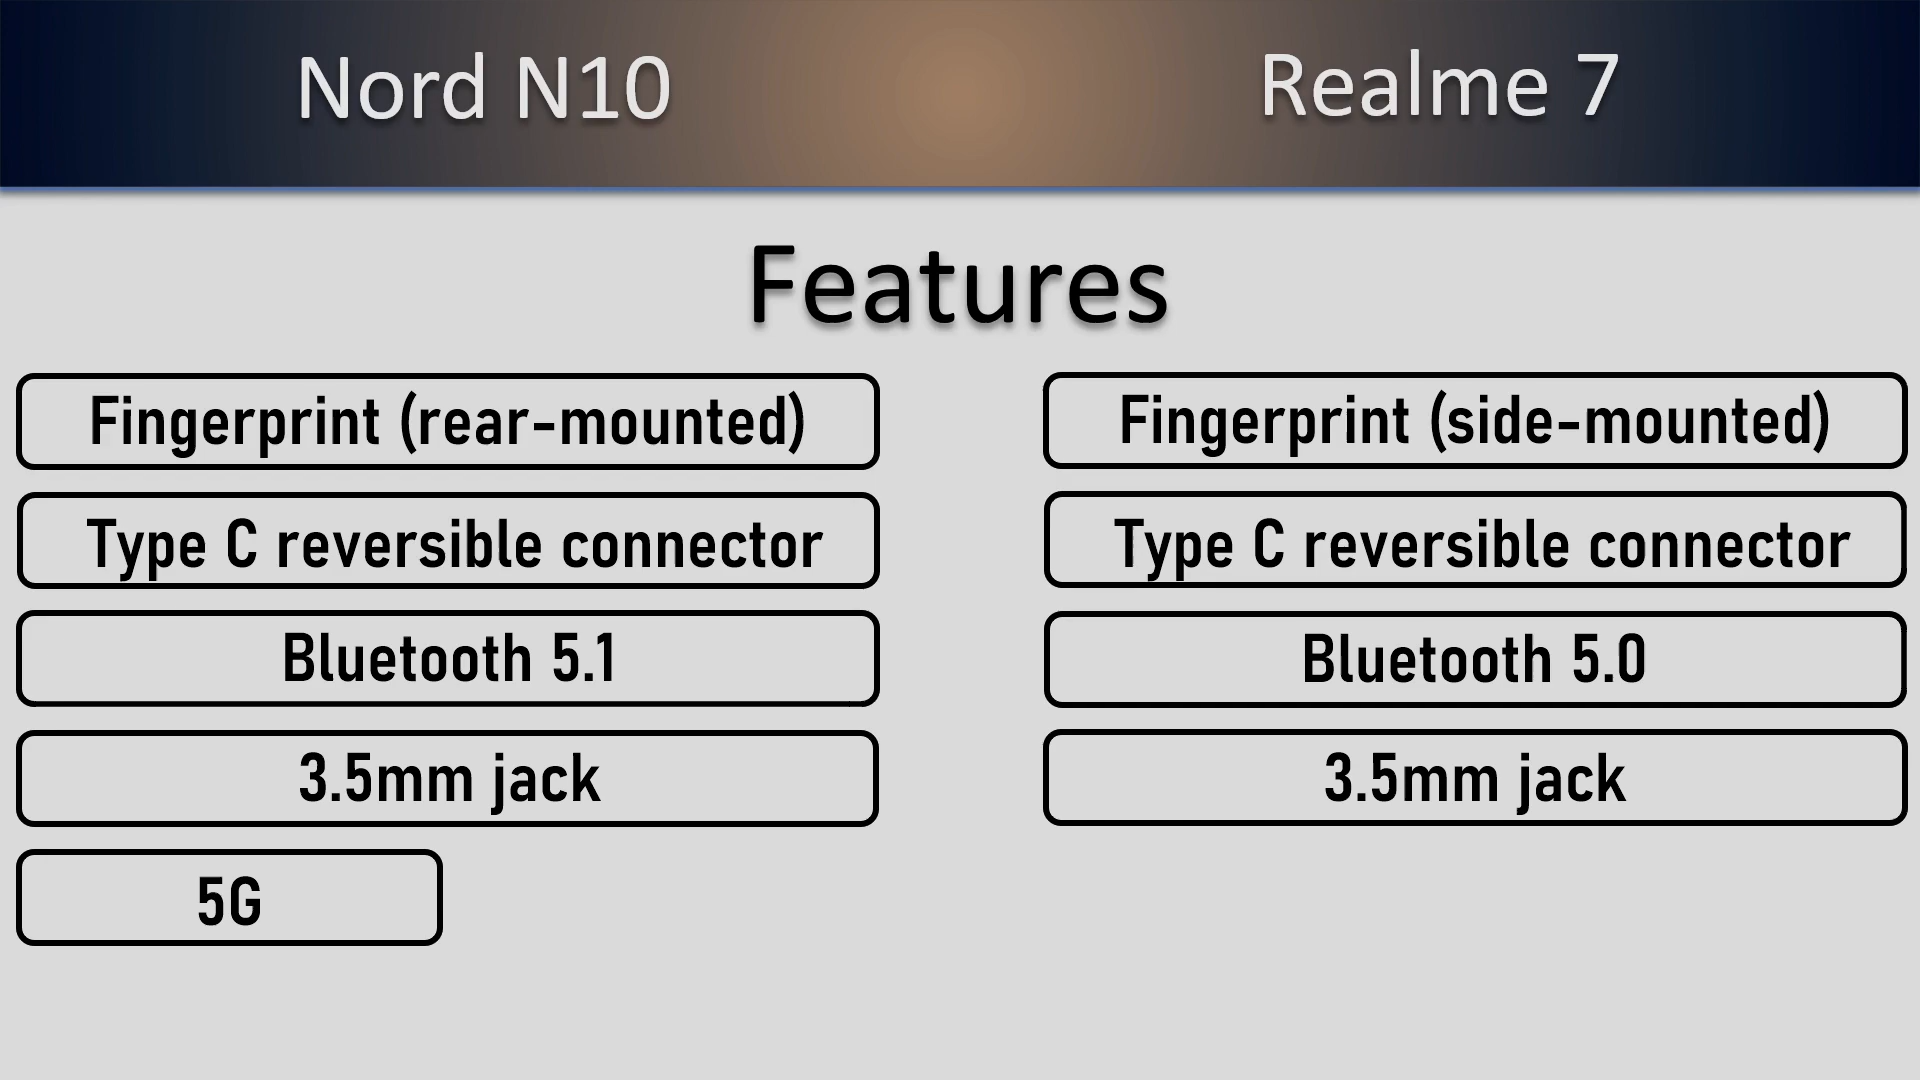 Nord N10
Realme 7
Features
Fingerprint (rear-mounted)
Fingerprint (side-mounted)
Type C reversible connector
Type C reversible connector
Bluetooth 5.1
Bluetooth 5.0
3.5mm jack
3.5mm jack
5G